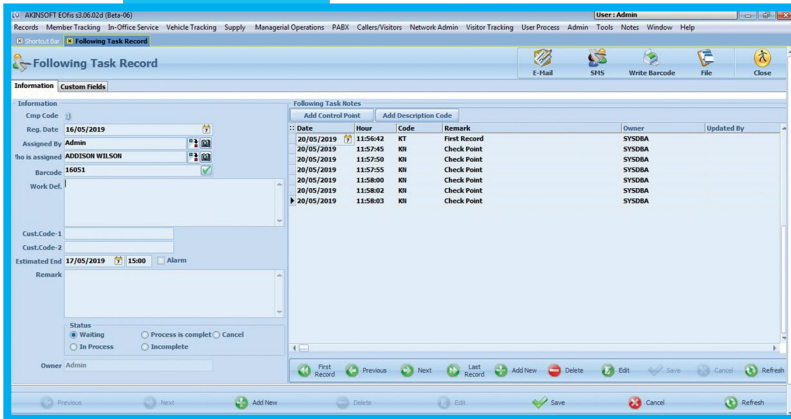 AKINSOFT EOfis s3.06.02d (Beta-06) User : Admin
Records Member Tracking In-Office Service Vehicle Tracking Supply Managerial Operations PABX Callers/Visitors Network Admin Visitor Tracking User Process Admin Tools Notes Window Help
Shortcut Bar Following Task Record
Following Task Record
E-Mail SMS Write Barcode File Close
Information Custom Fields
Information Following Task Notes
Cmp Code Add Control Point Add Description Code
Reg. Date 16/05/2019 Date Hour Code Remark Owner Updated By
20/05/2019 11:56:42 KT First Record SYSDBA
Assigned By Admin 20/05/2019 11:57:45 KN Check Point SYSDBA
20/05/2019 11:57:50 KN Check Point SYSDBA
ho is assigned ADDISON WILSON 20/05/2019 11:57:55 KN Check Point SYSDBA
Barcode 16051 20/05/2019 11:58:00 KN Check Point SYSDBA
20/05/2019 11:58:02 KN Check Point SYSDBA
Work Def. 20/05/2019 11:58:03 KN Check Point SYSDBA
Cust.Code-1
Cust.Code-2
Estimated End 17/05/2019 15:00 Alarm
Remark
Status
Waiting Process is complet Cancel
In Process Incomplete
Owner Admin
First Record Previous Next Last Record Add New Delete Edit Save Cancel Refresh
Previous Next Add New Delete Edit Save Cancel Refresh